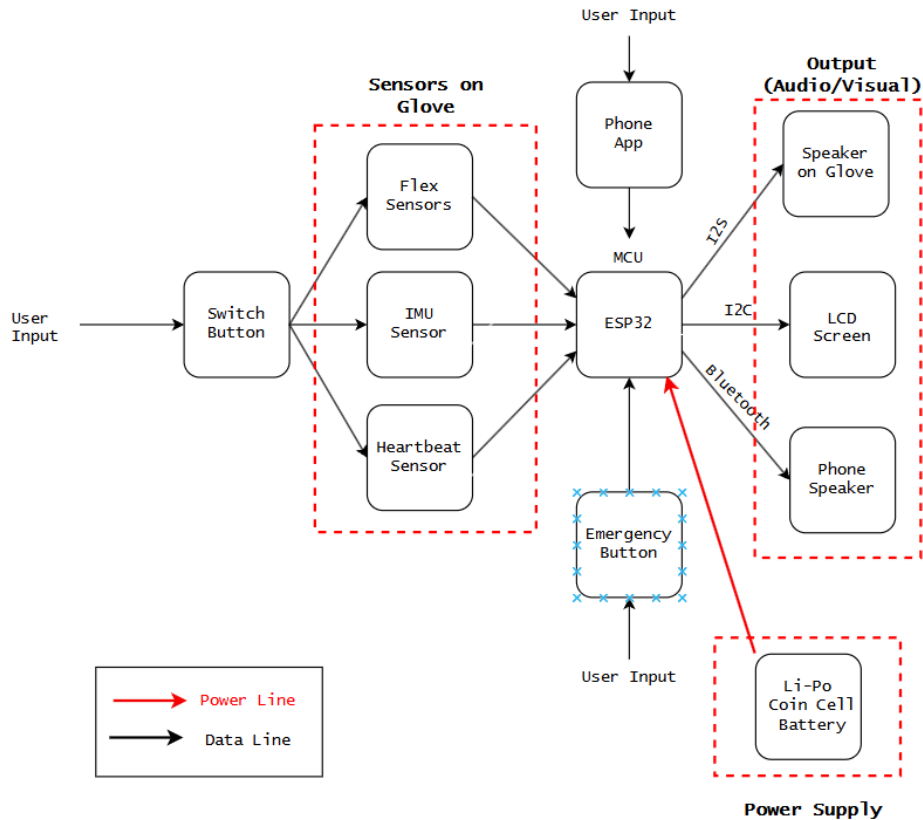 User Input
Output
(Audio/Visual)
Sensors on
Glove
Phone
App
Speaker
on Glove
Flex
Sensors
I2S
MCU
User
Input
Switch
Button
IMU
Sensor
ESP32
I2C
LCD
Screen
Bluetooth
Heartbeat
Sensor
Phone
Speaker
Emergency
Button
User Input
Li-Po
Coin Cell
Battery
Power Line
Data Line
Power Supply